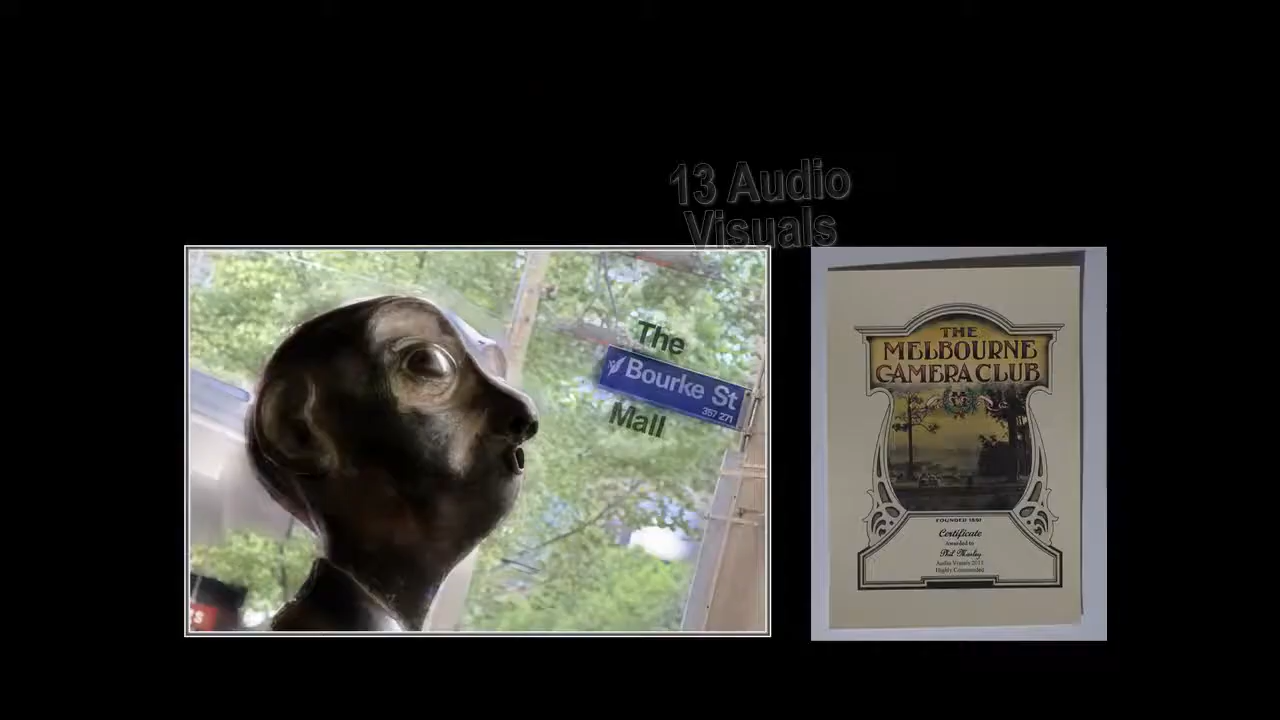 13 Audio
Visuals
The
Bourke St
357 271
Mall
THE
MELBOURNE
CAMERA CLUB
FOUNDED 1891
Certificate
Awarded to
Phil Marley
Audio Visuals 2013
Highly Commended